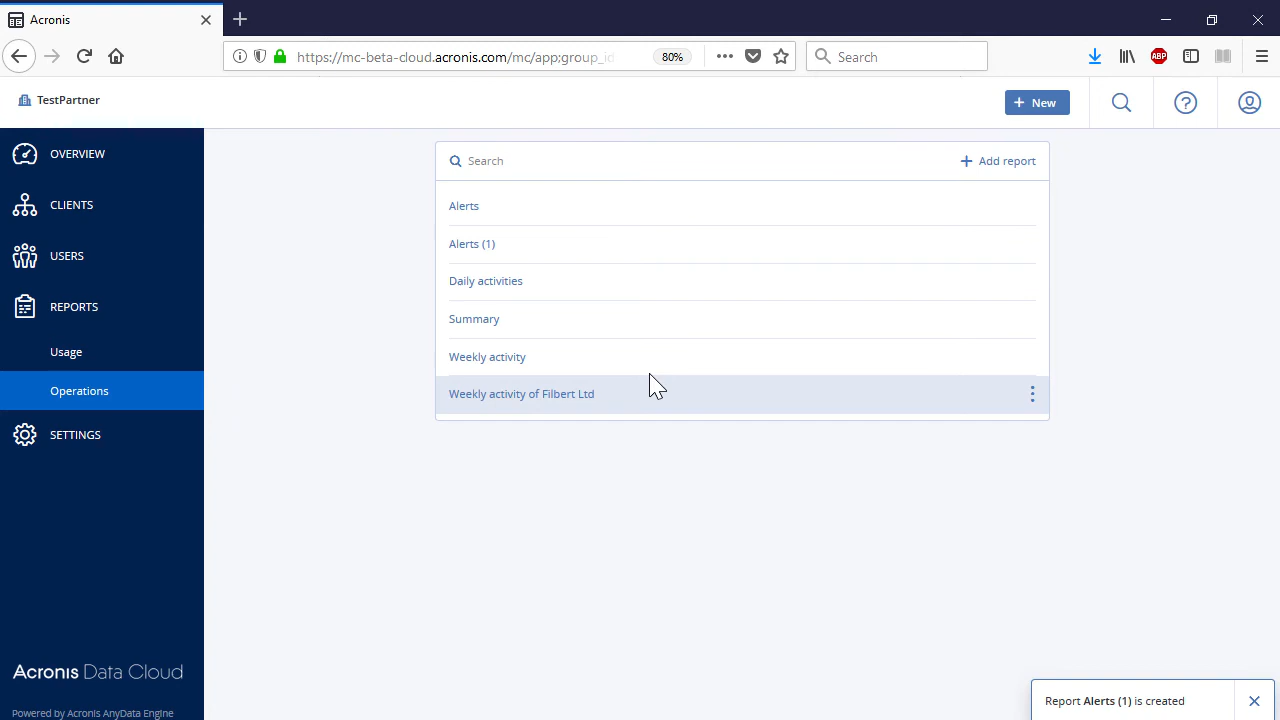 Acronis
https://mc-beta-cloud.acronis.com/mc/app;group_id
80%
Search
ABP
TestPartner
New
OVERVIEW
CLIENTS
USERS
REPORTS
Usage
Operations
SETTINGS
Search
Add report
Alerts
Alerts (1)
Daily activities
Summary
Weekly activity
Weekly activity of Filbert Ltd
Acronis Data Cloud
Powered by Acronis AnyData Engine
Report Alerts (1) is created